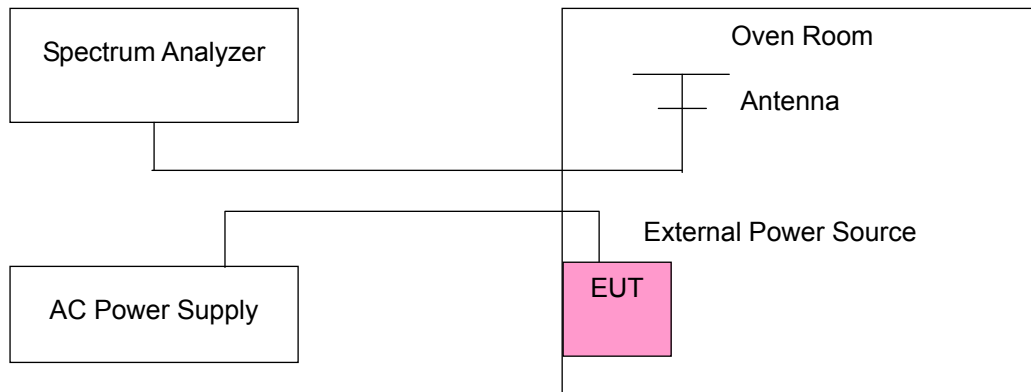 Spectrum Analyzer
Oven Room
Antenna
External Power Source
AC Power Supply
EUT